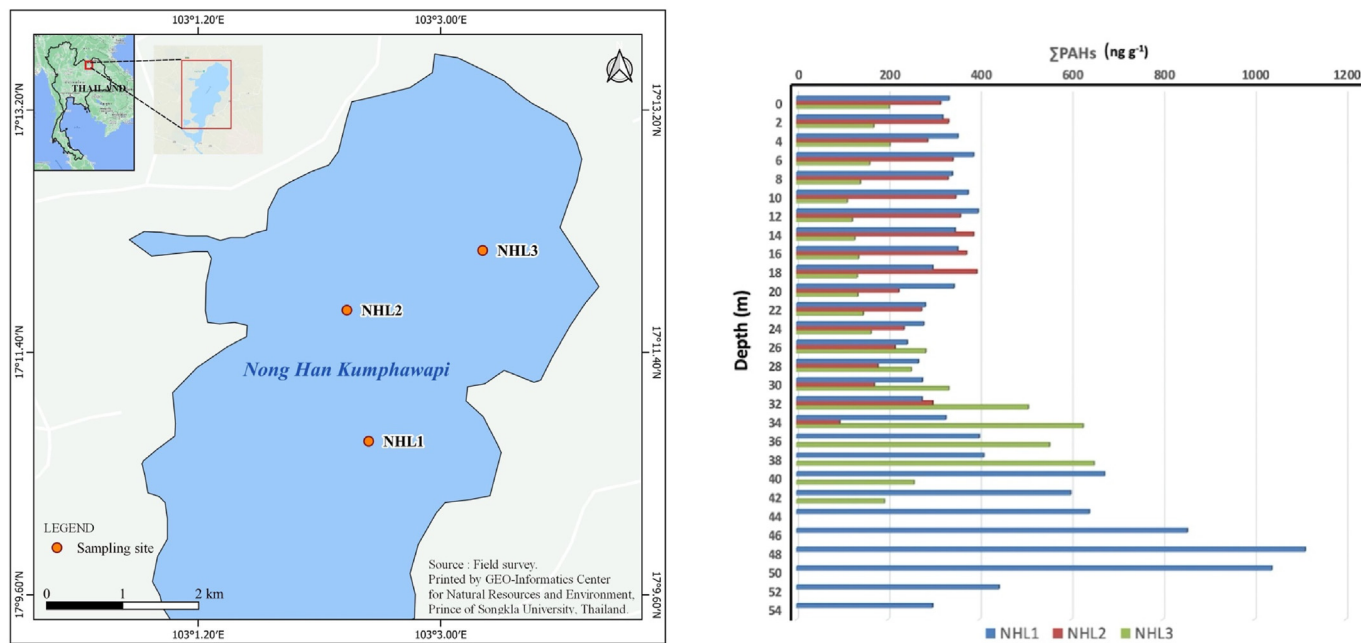 103°1.20'E
103°3.00'E
THAILAND
17°13.20'N
17°13.20'N
NHL3
NHL2
17°11.40'N
17°11.40'N
Nong Han Kumphawapi
NHL1
LEGEND
Sampling site
0 1 2 km
Source : Field survey.
Printed by GEO-Informatics Center
for Natural Resources and Environment,
Prince of Songkla University, Thailand.
17°9.60'N
17°9.60'N
103°1.20'E
103°3.00'E
∑PAHs (ng g⁻¹)
0 200 400 600 800 1000 1200
Depth (m)
0
2
4
6
8
10
12
14
16
18
20
22
24
26
28
30
32
34
36
38
40
42
44
46
48
50
52
54
NHL1 NHL2 NHL3